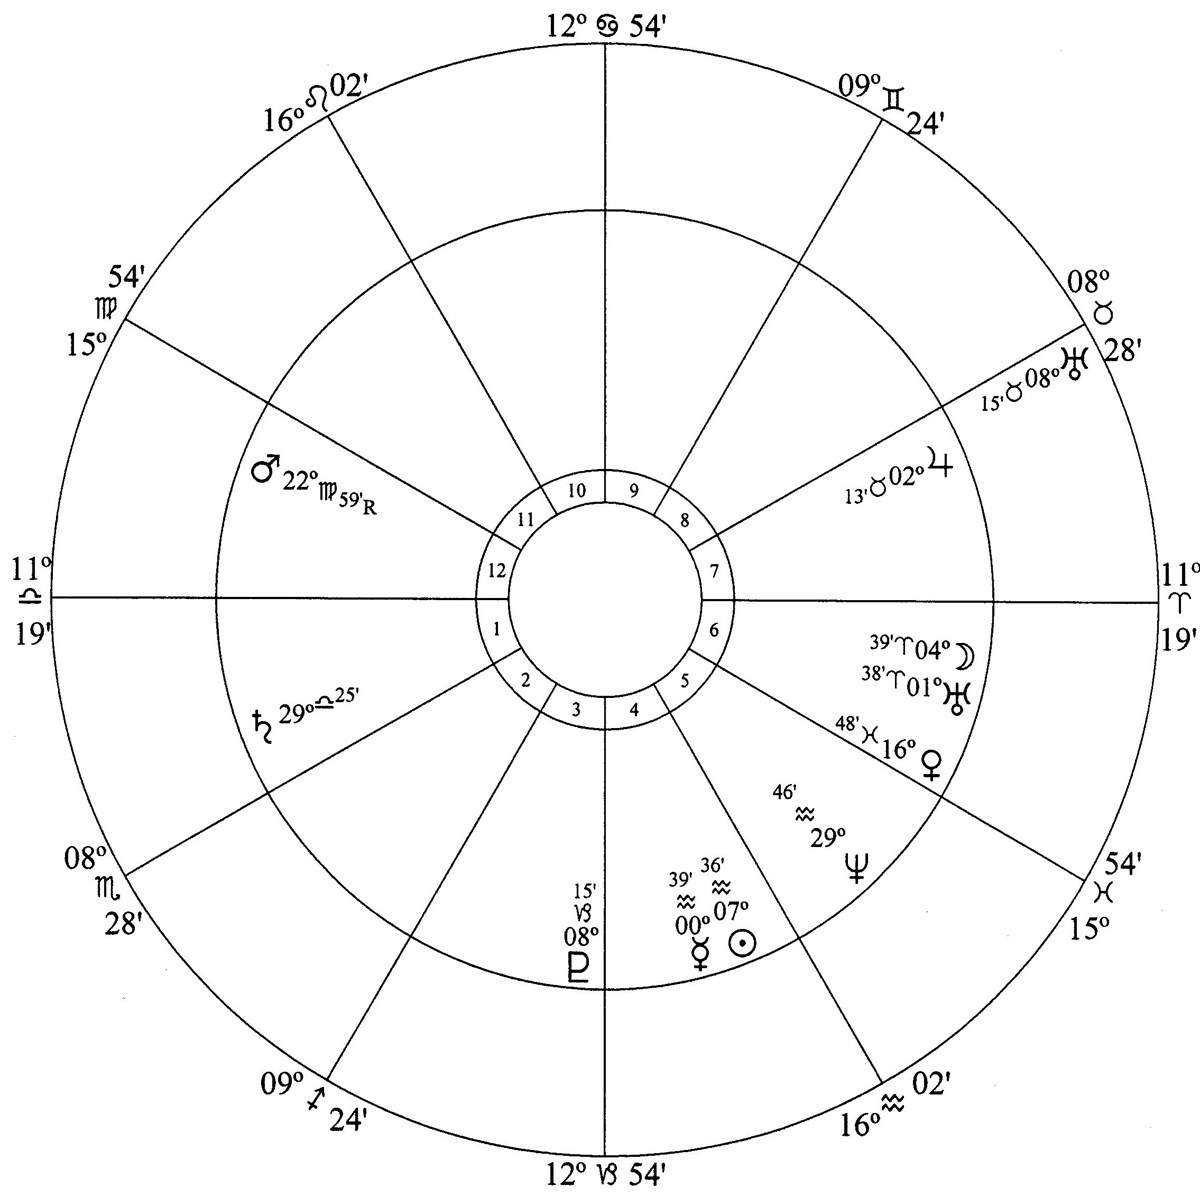 12° ♋ 54'
09° ♊ 24'
16° ♌ 02'
08° ♉ 28'
54' ♍ 15°
15' ♉ 08° ♅
♂ 22° ♍ 59' R
13' ♉ 02° ♃
10 9
11 8
12 7
1 6
2 5
3 4
11° ♎ 19'
11° ♈ 19'
39' ♈ 04° ☽
38' ♈ 01° ♅
♄ 29° ♎ 25'
48' ♓ 16° ♀
46' ♒ 29° ♆
08° ♏ 28'
54' ♓ 15°
15' ♑ 08° ♇
39' ♒ 00° ☿
36' ♒ 07° ☉
09° ♐ 24'
16° ♒ 02'
12° ♑ 54'